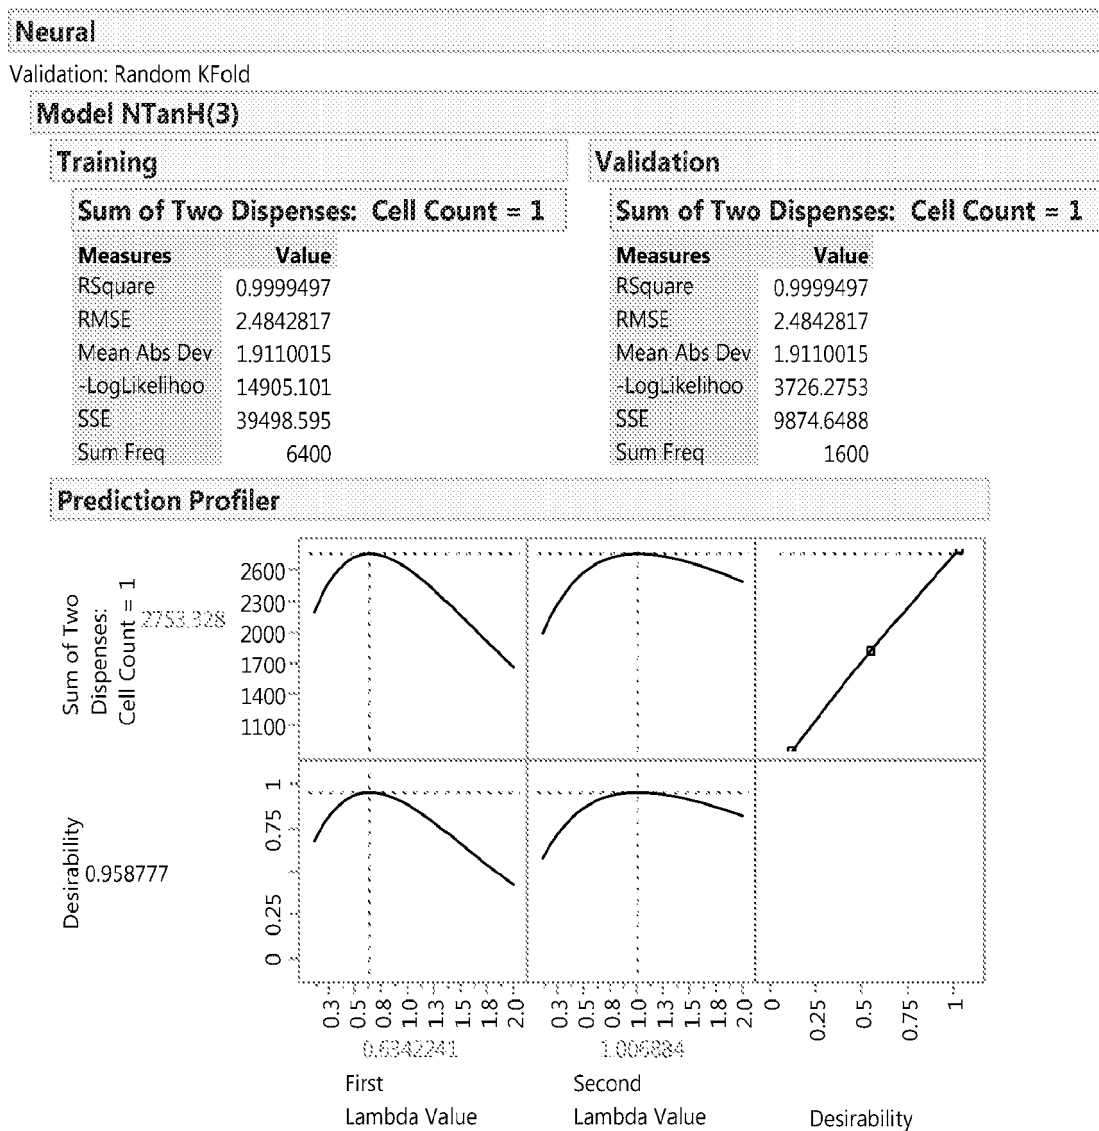 Neural
Validation: Random KFold
Model NTanH(3)
Training Validation
Sum of Two Dispenses: Cell Count = 1 Sum of Two Dispenses: Cell Count = 1
Measures Value Measures Value
RSquare 0.9999497 RSquare 0.9999497
RMSE 2.4842817 RMSE 2.4842817
Mean Abs Dev 1.9110015 Mean Abs Dev 1.9110015
-LogLikelihoo 14905.101 -LogLikelihoo 3726.2753
SSE 39498.595 SSE 9874.6488
Sum Freq 6400 Sum Freq 1600
Prediction Profiler
Sum of Two
Dispenses:
Cell Count = 1
2753.328
2600
2300
2000
1700
1400
1100
Desirability
0.958777
1
0.75
0.25
0
0.3 0.5 0.8 1.0 1.3 1.5 1.8 2.0 0.3 0.5 0.8 1.0 1.3 1.5 1.8 2.0 0 0.25 0.5 0.75 1
0.6342241 1.006884
First Second
Lambda Value Lambda Value Desirability